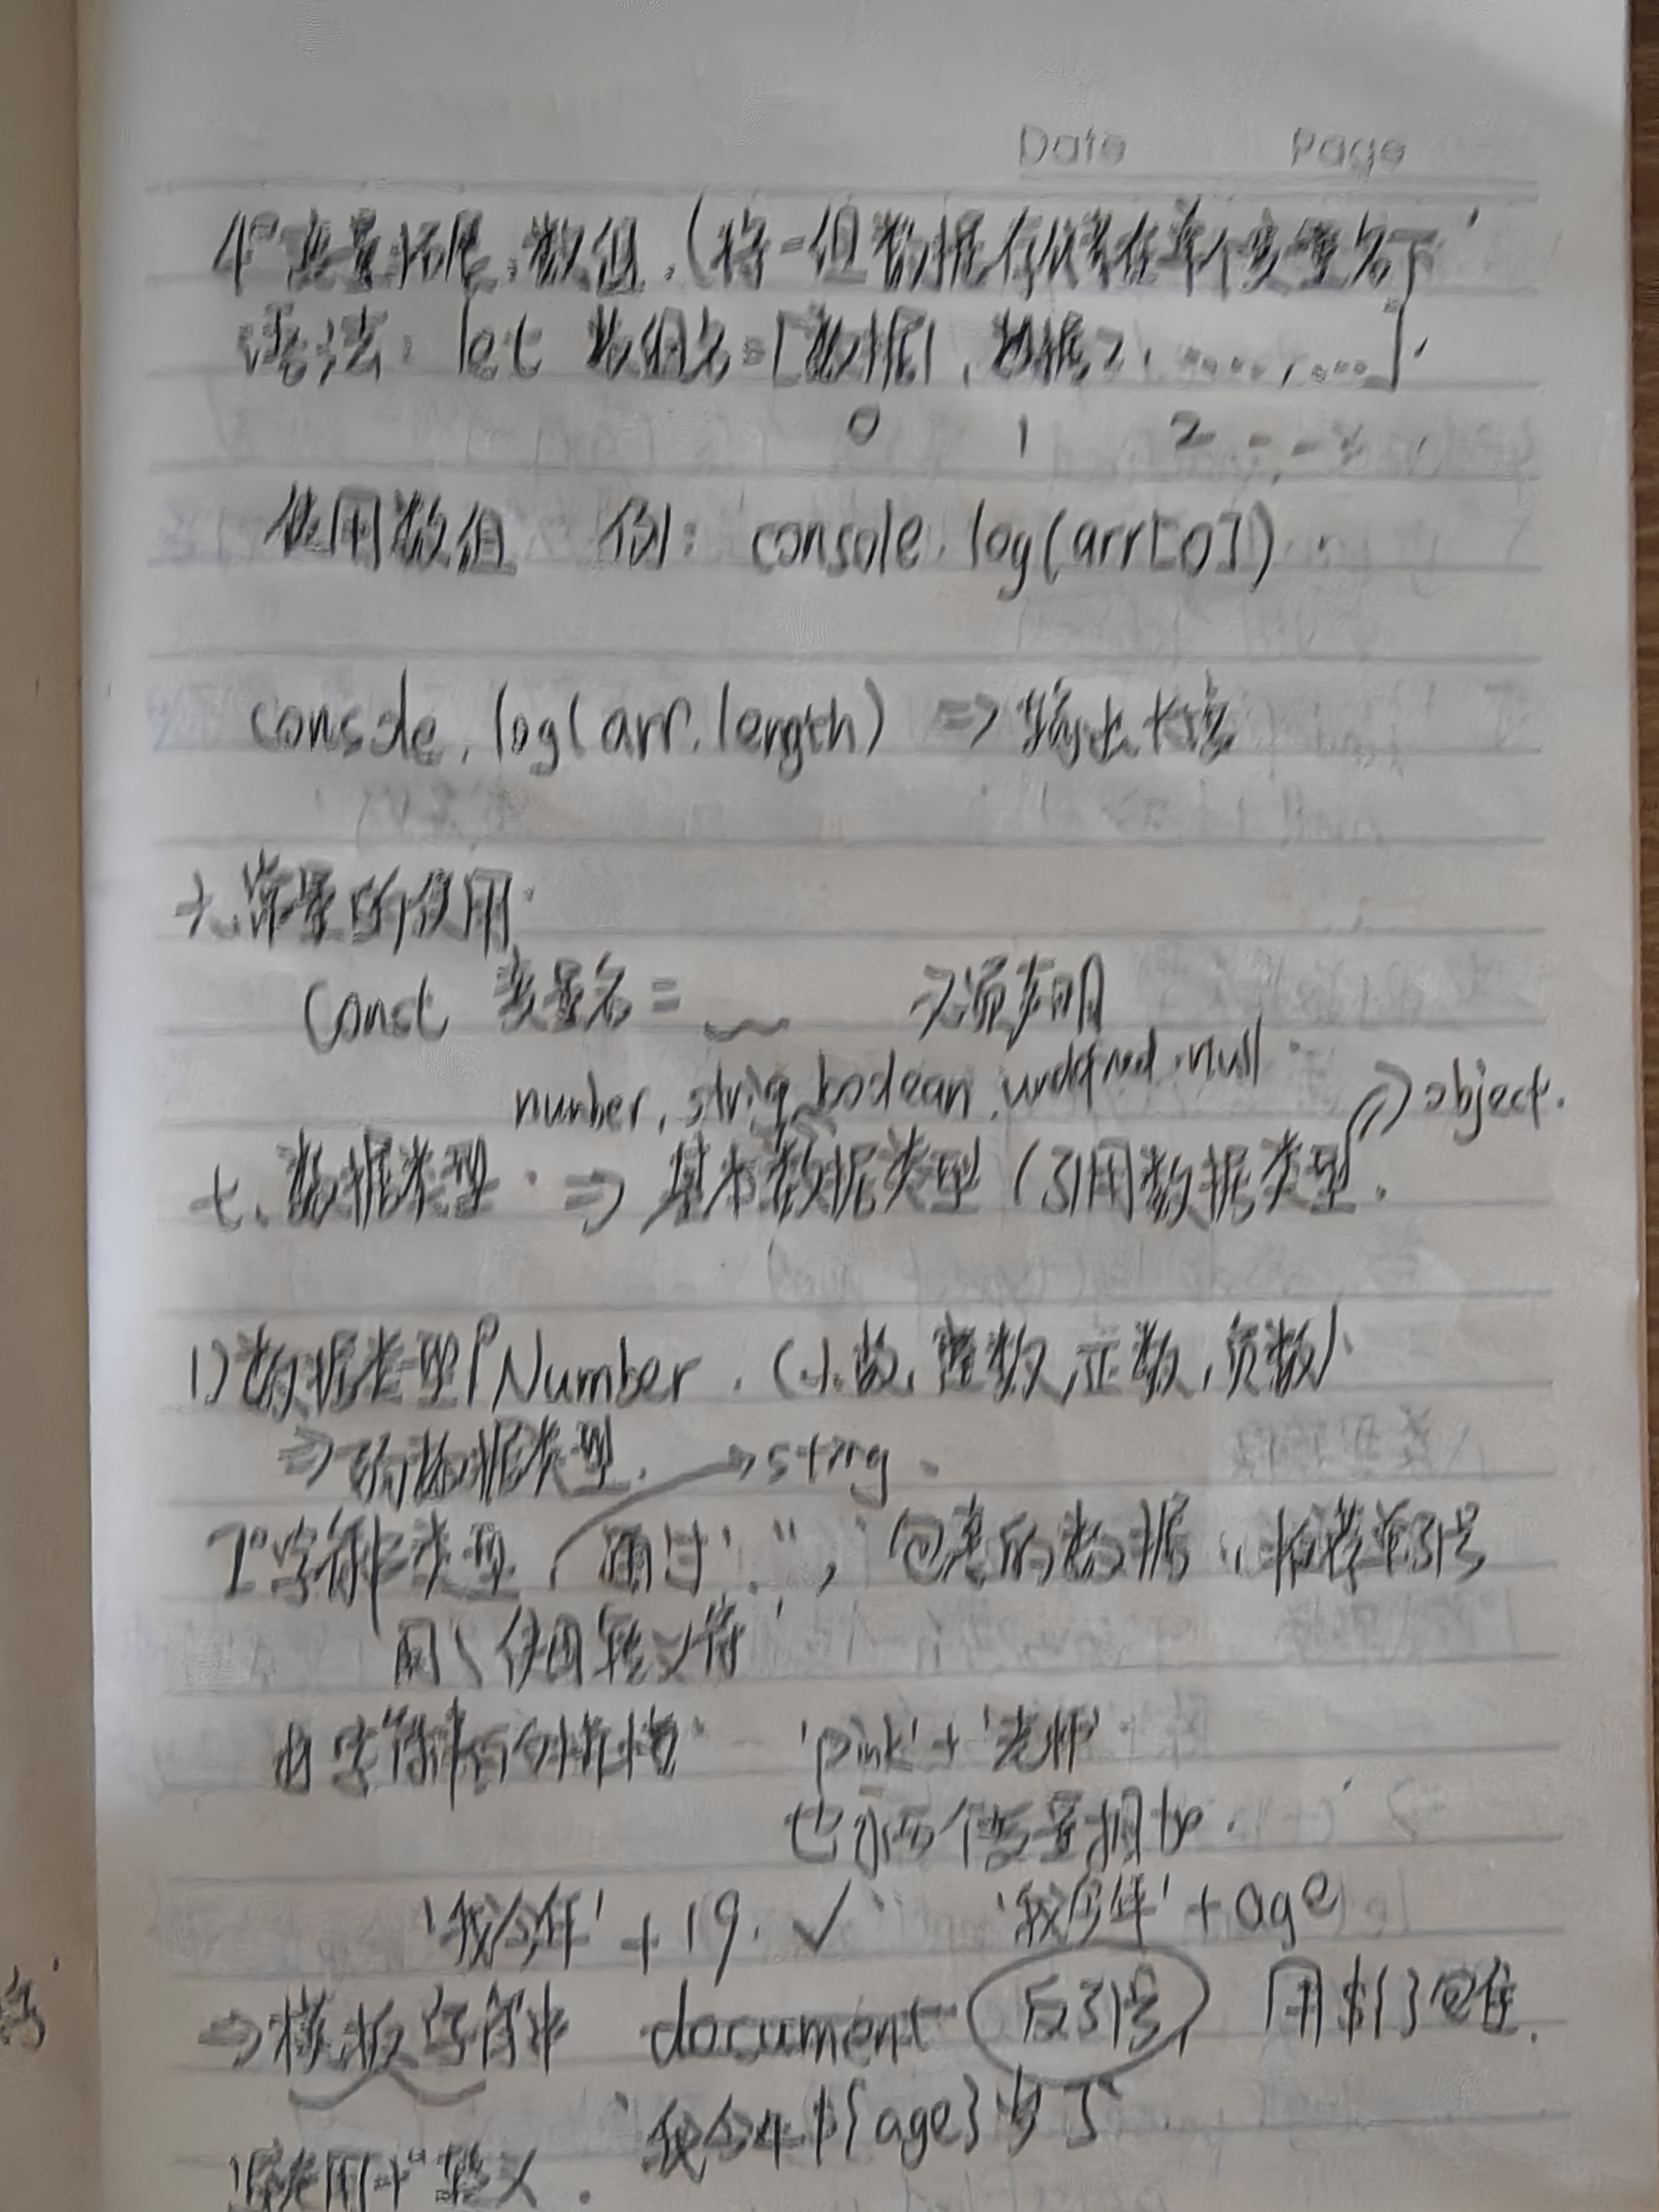 Date Page
4° 变量拓展:数组.(将一组数据存储在单个变量名下
语法: let 数组名=[数据1,数据2,....,....].
0 1 2
使用数组 例: console.log(arr[0])
console.log(arr.length) => 输出长度
六.常量的使用:
Const 变量名= 必须声明
number, string, boolean, undefined, null => object.
七、数据类型 => 基本数据类型 (引用数据类型.
1)数据类型 Number. (小数,整数,正数,负数)
=> 数据类型. → string.
2°字符串类型 通过' ", 包裹的数据, 推荐单引号
用\ 使用转义符
字符串的拼接 'pink'+'老师'
也可两个变量相加.
'我今年'+19. ✓ '我今年'+age
=>模板字符串 document 反引号, 用${}包住.
`我今年${age}岁了`